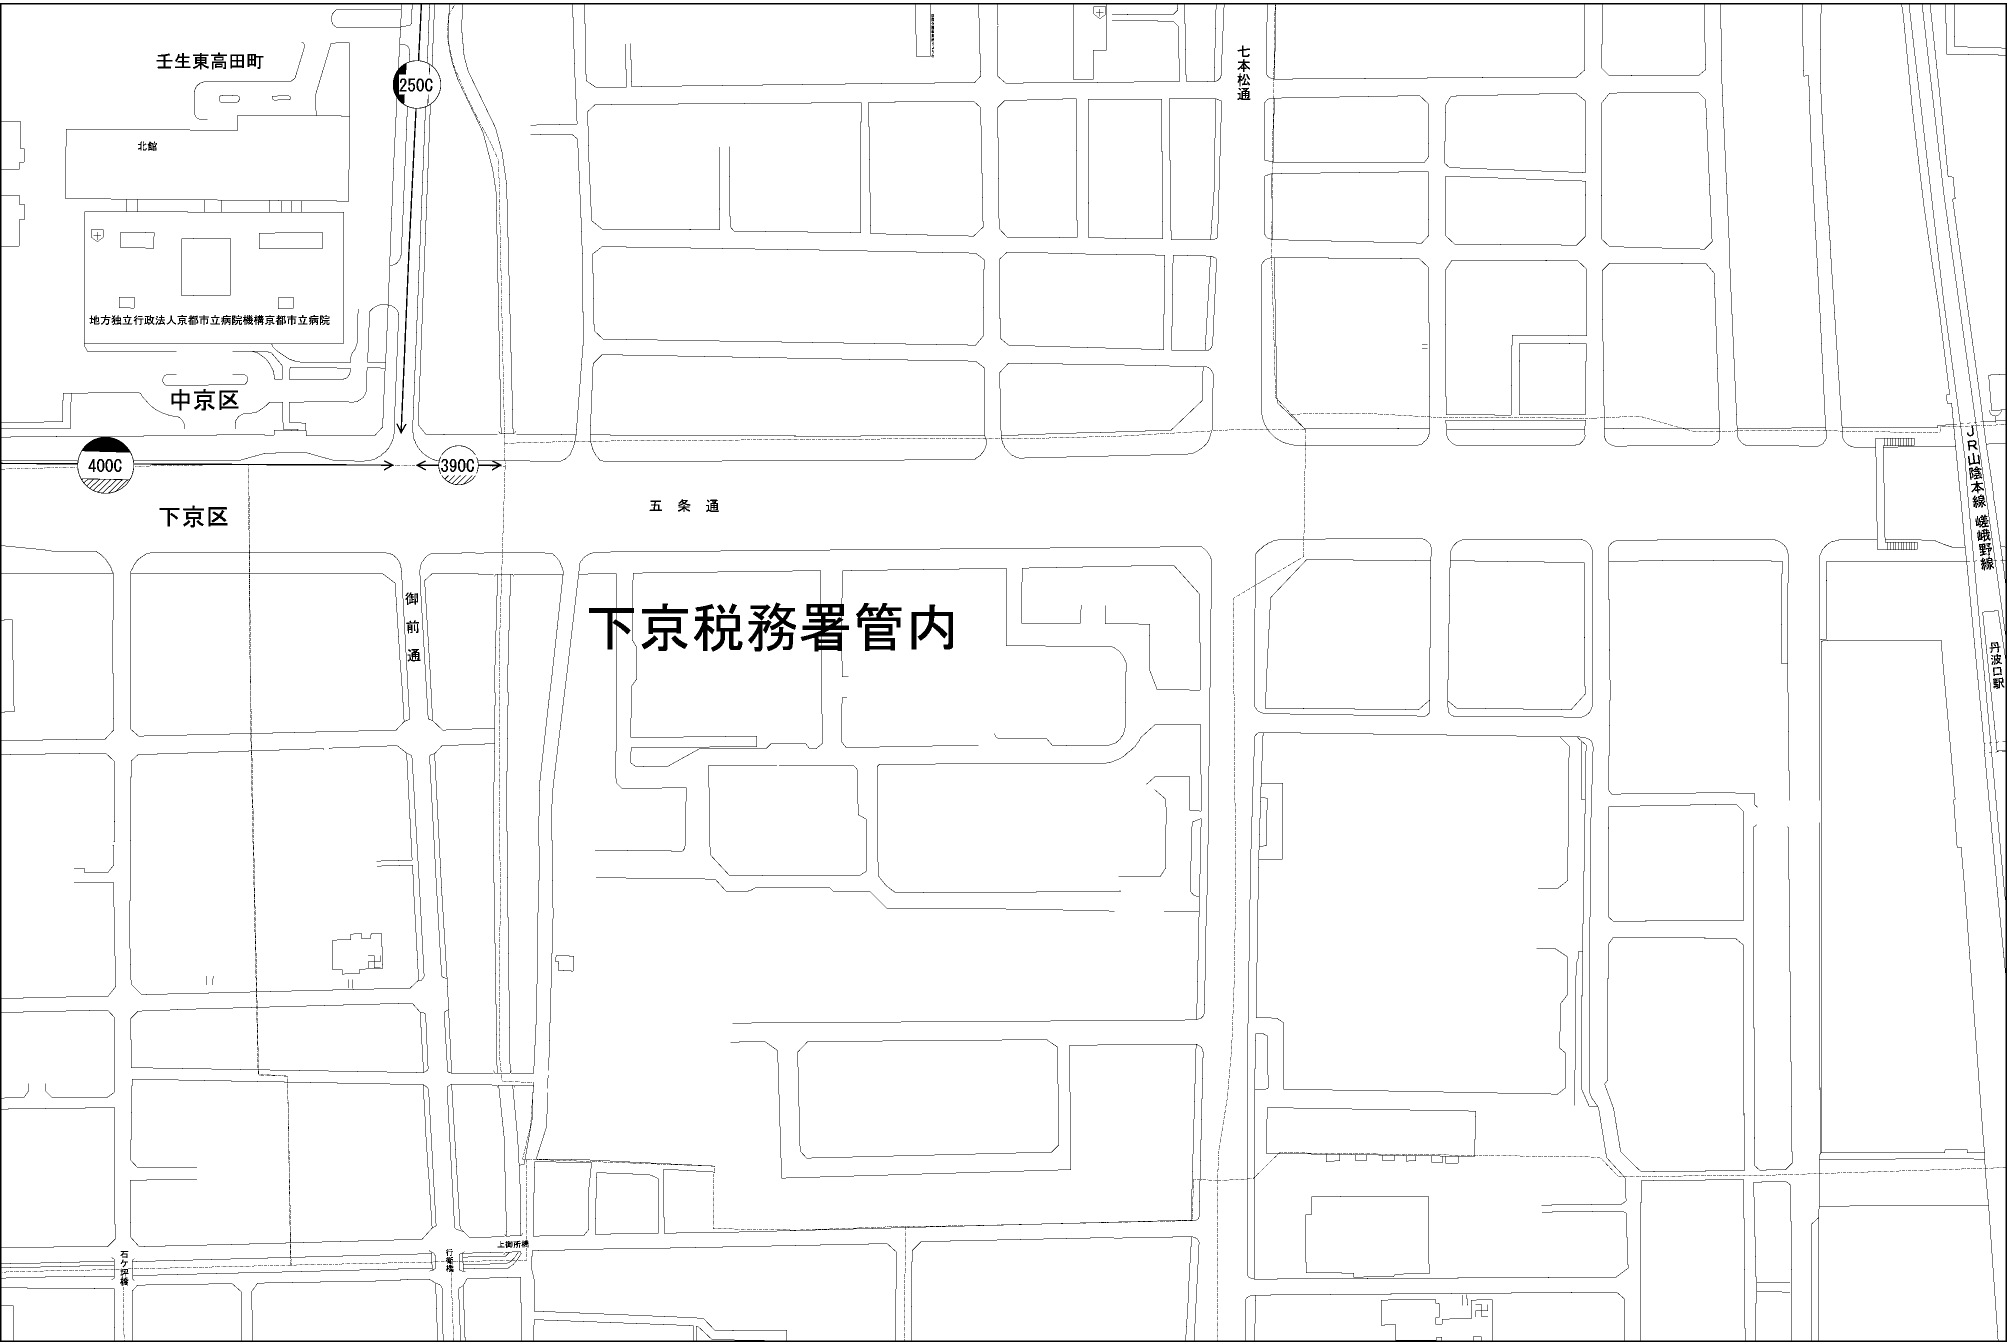 壬生東高田町
250C
七本松通
北館
地方独立行政法人京都市立病院機構京都市立病院
中京区
400C
390C
下京区
五条通
JR山陰本線 嵯峨野線
御前通
下京税務署管内
丹波口駅
石ケ坪橋
行衛橋
上御所橋